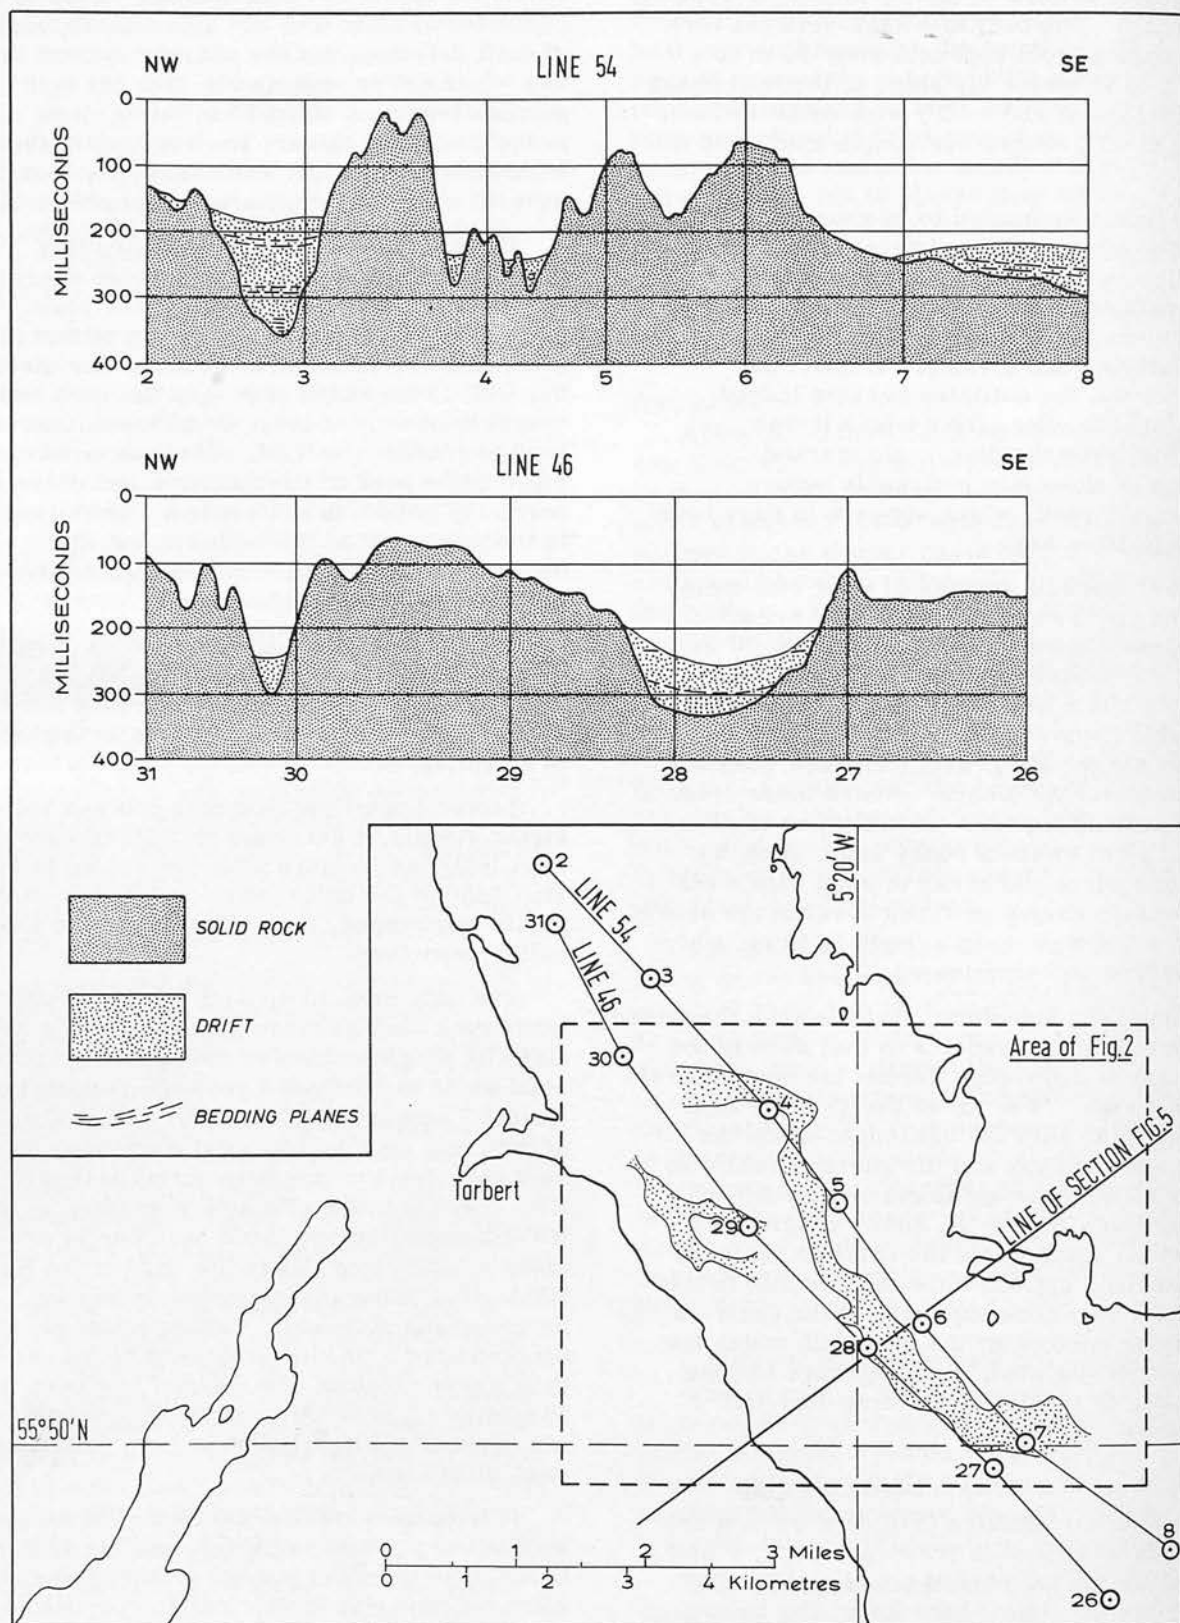 NW LINE 54 SE
MILLISECONDS
0
100
200
300
400
2 3 4 5 6 7 8
NW LINE 46 SE
MILLISECONDS
0
100
200
300
400
31 30 29 28 27 26
SOLID ROCK
DRIFT
BEDDING PLANES
2
LINE 54
31
3
LINE 46
30
5°20'W
Area of Fig.2
4
Tarbert
5
29
LINE OF SECTION FIG.5
6
28
55°50'N
7
27
8
26
0 1 2 3 Miles
0 1 2 3 4 Kilometres